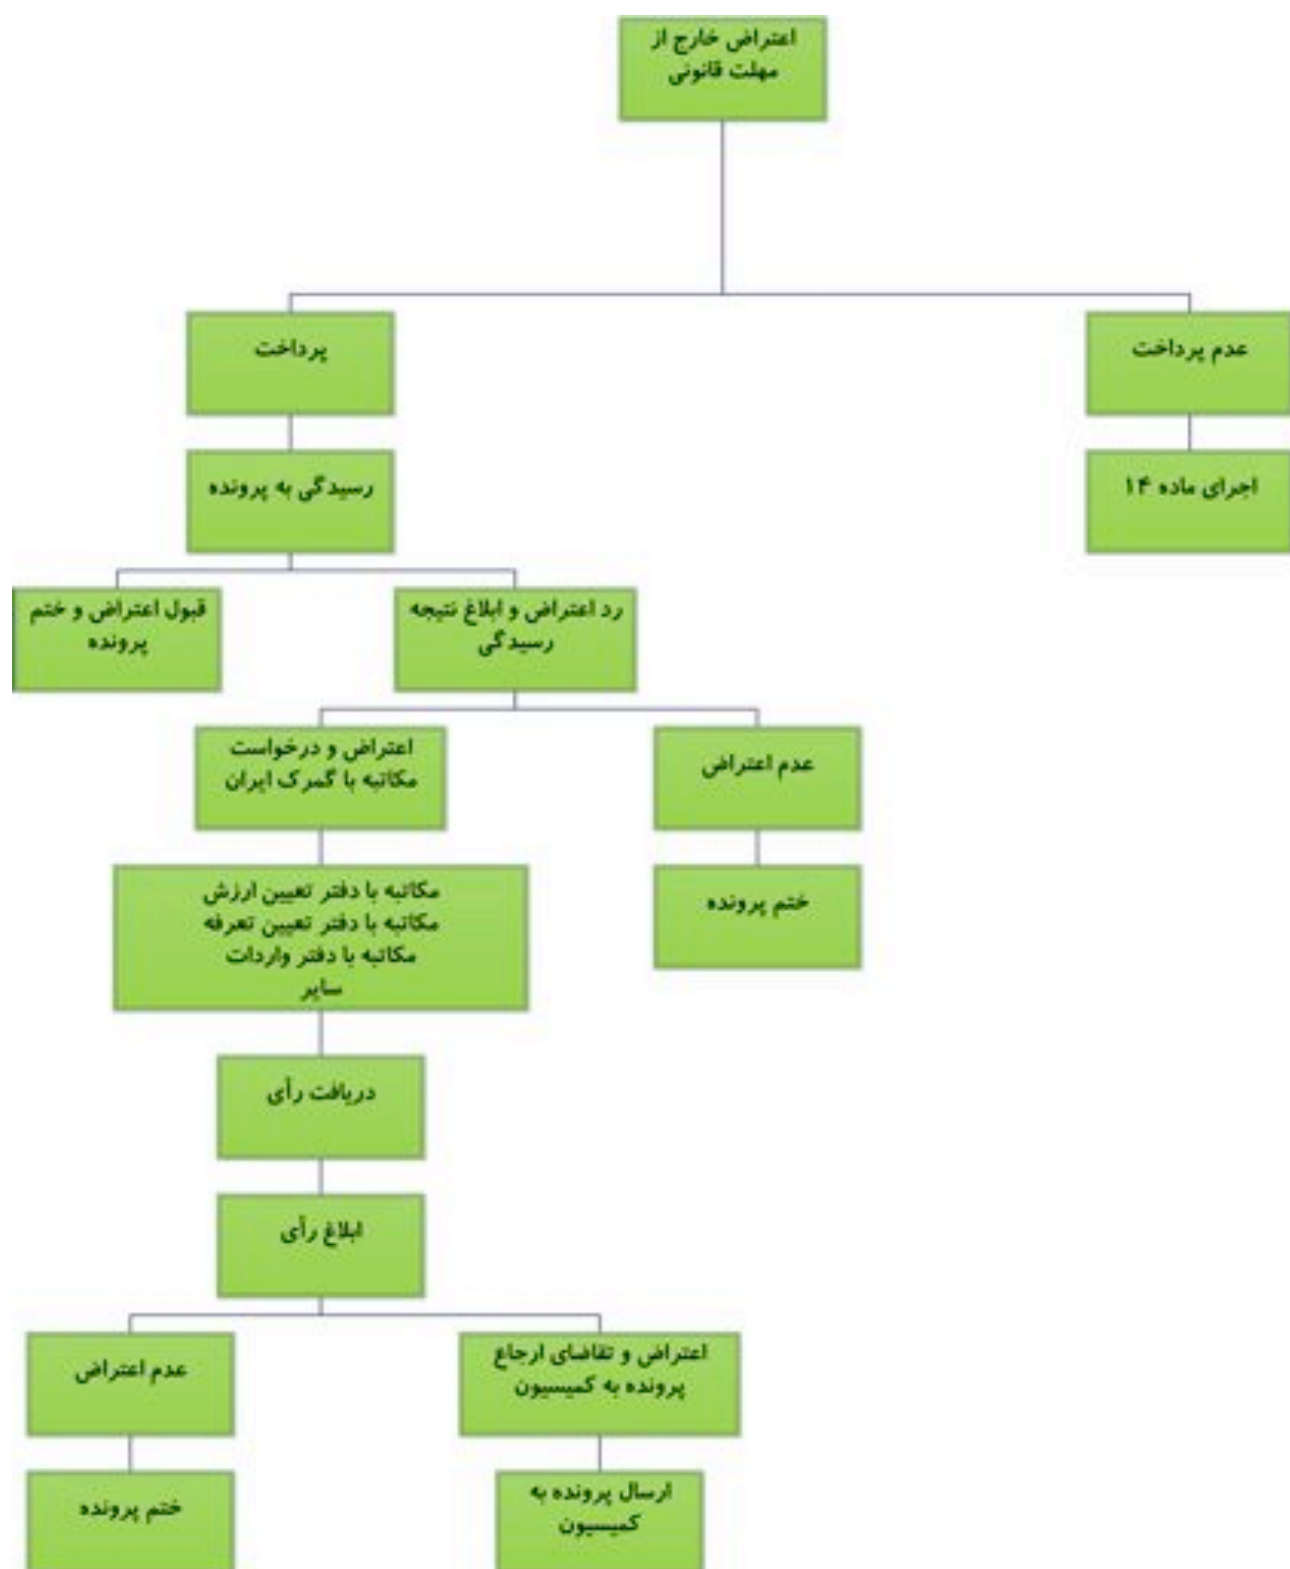 اعتراض خارج از
مهلت قانونی
عدم پرداخت
پرداخت
اجرای ماده ۱۴
رسیدگی به پرونده
رد اعتراض و ابلاغ نتیجه
رسیدگی
قبول اعتراض و ختم
پرونده
عدم اعتراض
اعتراض و درخواست
مکاتبه با گمرک ایران
ختم پرونده
مکاتبه با دفتر تعیین ارزش
مکاتبه با دفتر تعیین تعرفه
مکاتبه با دفتر واردات
سایر
دریافت رأی
ابلاغ رأی
اعتراض و تقاضای ارجاع
پرونده به کمیسیون
عدم اعتراض
ارسال پرونده به
کمیسیون
ختم پرونده